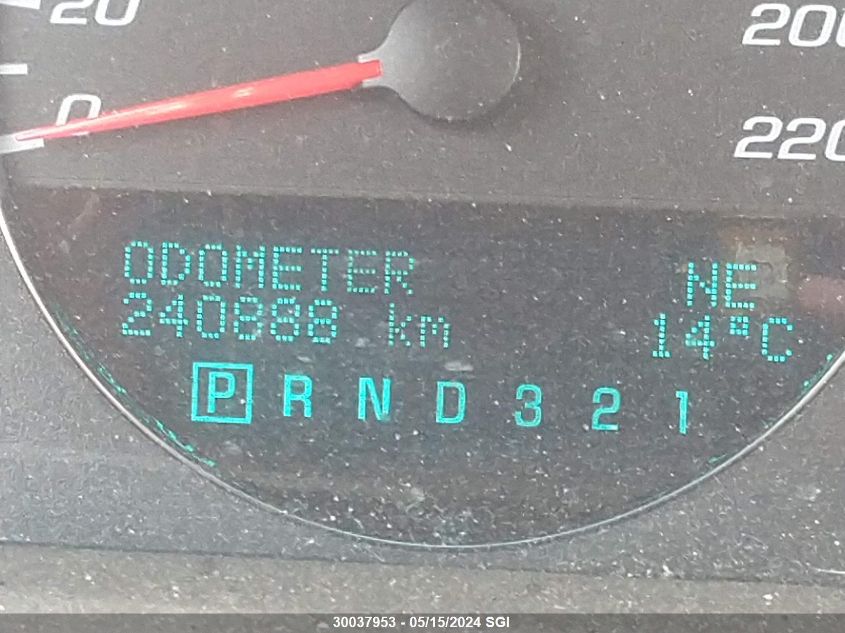 20
200
0
220
ODOMETER NE
240888 km 14°C
P R N D 3 2 1
30037953 - 05/15/2024 SGI